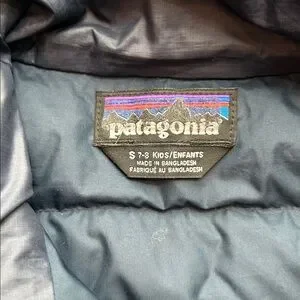 patagonia
S 7-8 KIDS/ENFANTS
MADE IN BANGLADESH
FABRIQUÉ AU BANGLADESH